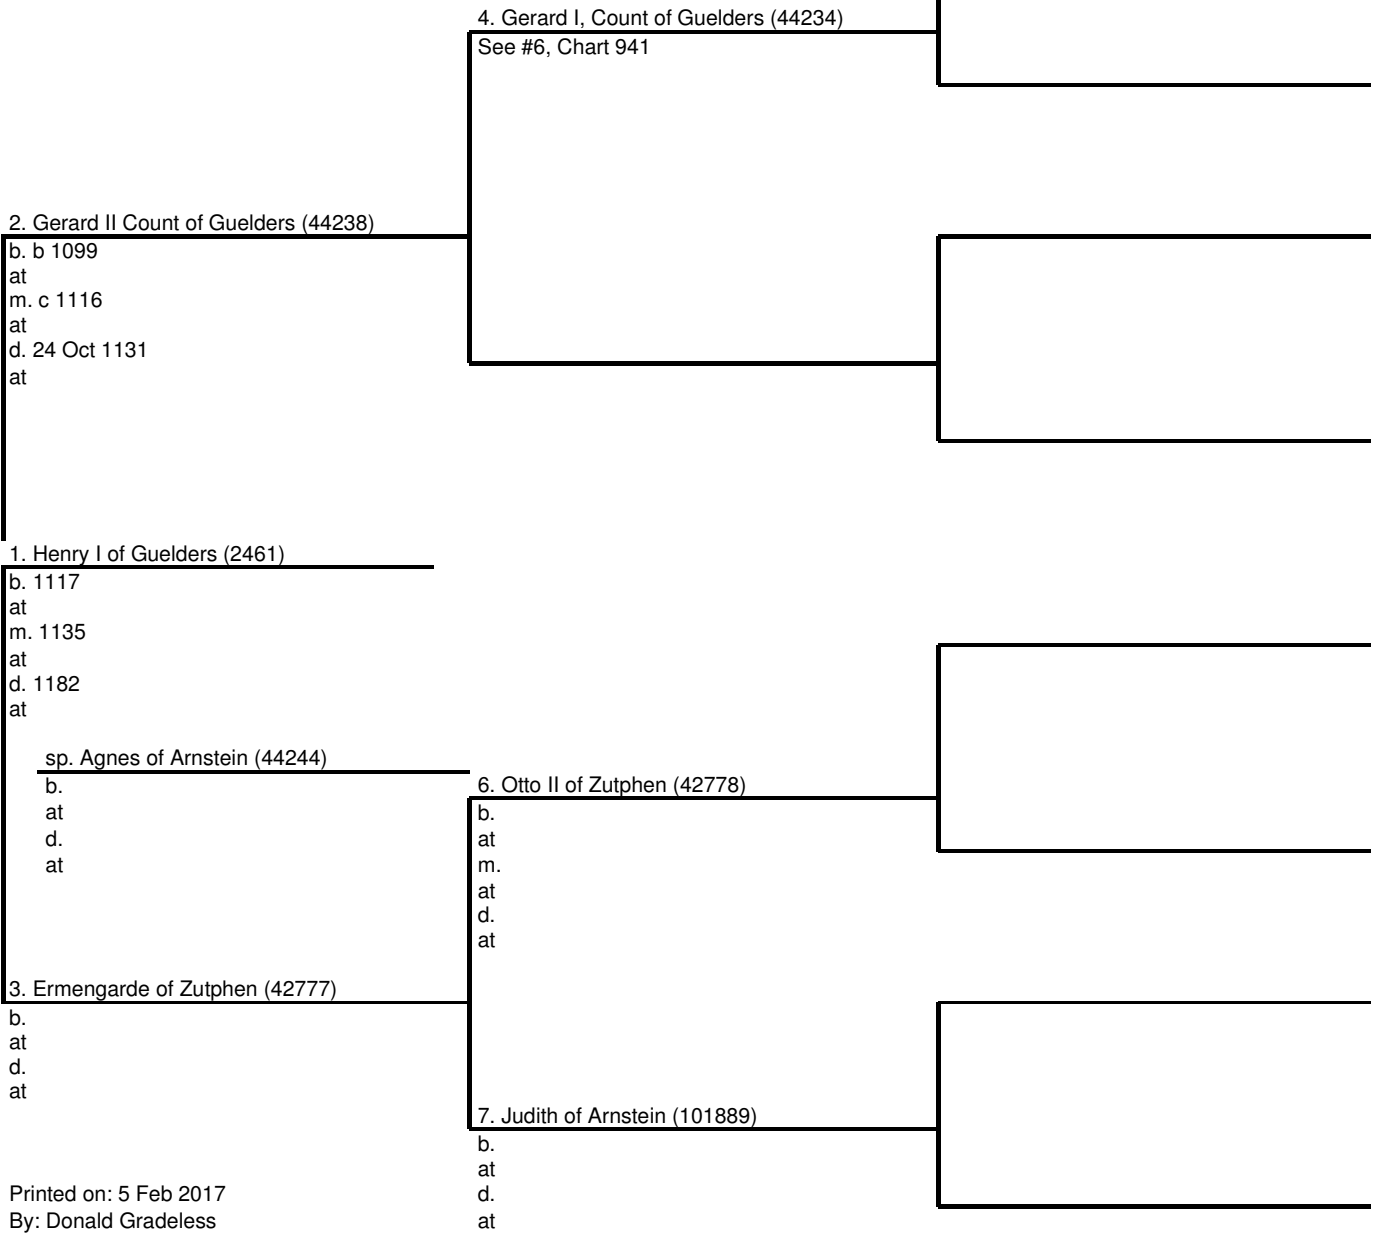 4. Gerard I, Count of Guelders (44234)
See #6, Chart 941
2. Gerard II Count of Guelders (44238)
b. b 1099
at
m. c 1116
at
d. 24 Oct 1131
at
1. Henry I of Guelders (2461)
b. 1117
at
m. 1135
at
d. 1182
at
sp. Agnes of Arnstein (44244)
b.
at
d.
at
6. Otto II of Zutphen (42778)
b.
at
m.
at
d.
at
3. Ermengarde of Zutphen (42777)
b.
at
d.
at
7. Judith of Arnstein (101889)
b.
at
d.
at
Printed on: 5 Feb 2017
By: Donald Gradeless